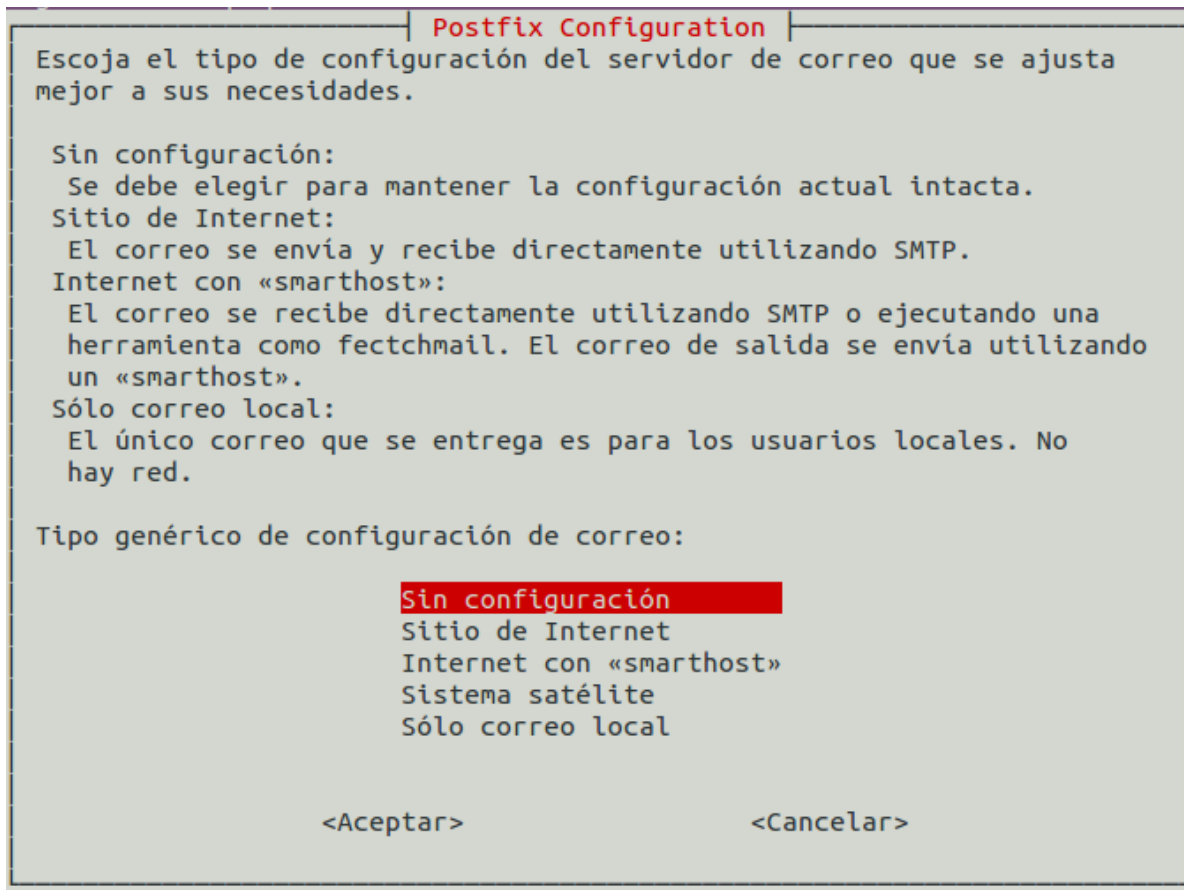 Postfix Configuration
Escoja el tipo de configuración del servidor de correo que se ajusta
mejor a sus necesidades.
Sin configuración:
Se debe elegir para mantener la configuración actual intacta.
Sitio de Internet:
El correo se envía y recibe directamente utilizando SMTP.
Internet con «smarthost»:
El correo se recibe directamente utilizando SMTP o ejecutando una
herramienta como fectchmail. El correo de salida se envía utilizando
un «smarthost».
Sólo correo local:
El único correo que se entrega es para los usuarios locales. No
hay red.
Tipo genérico de configuración de correo:
Sin configuración
Sitio de Internet
Internet con «smarthost»
Sistema satélite
Sólo correo local
<Aceptar> <Cancelar>